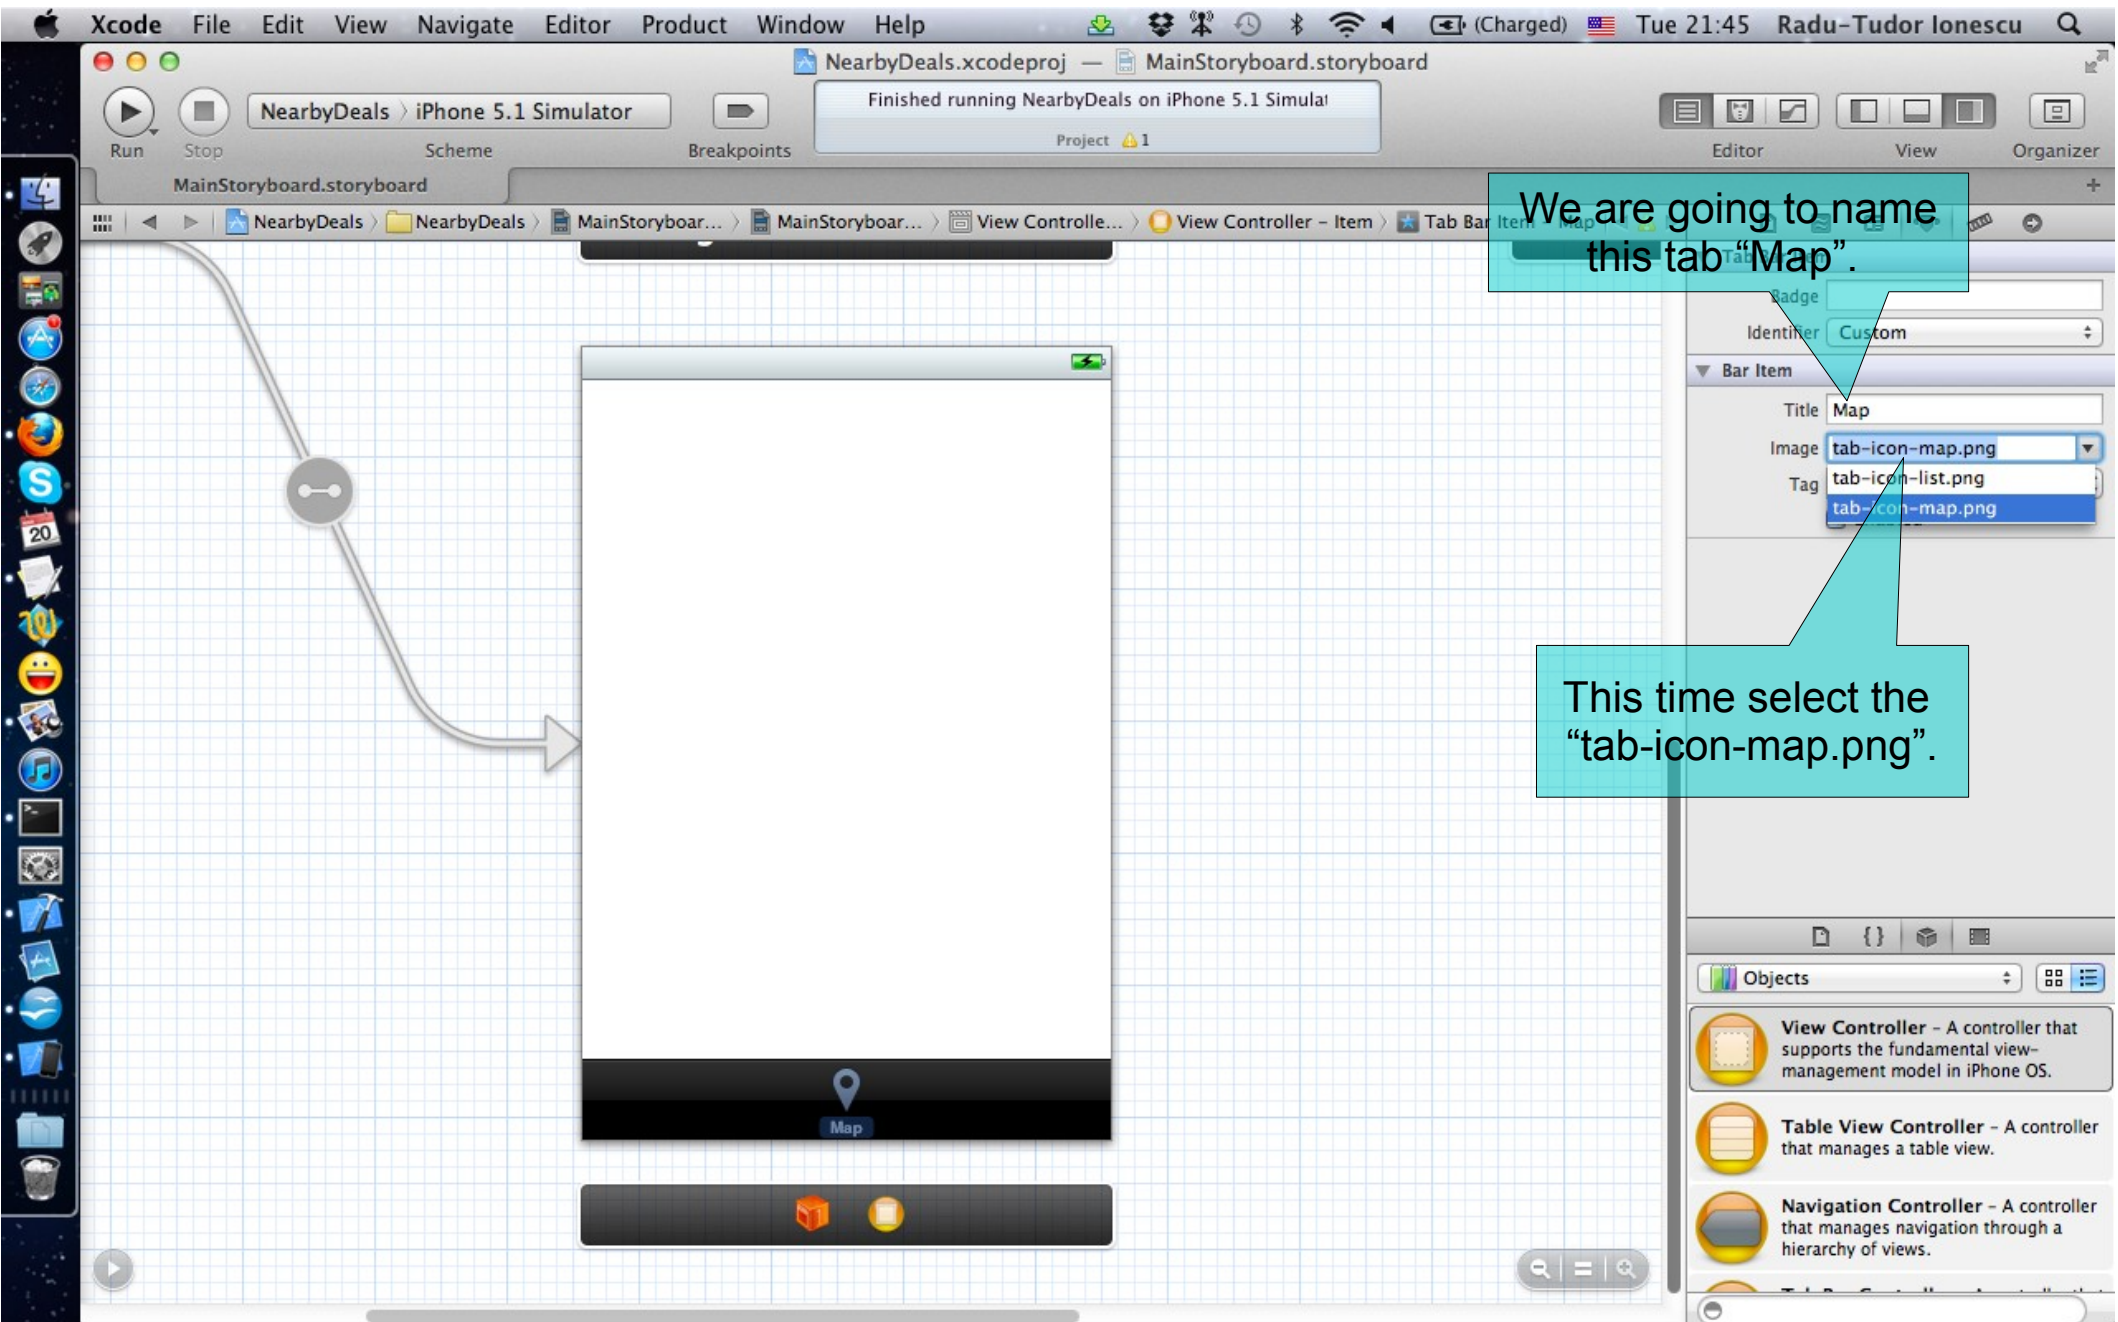 Xcode File Edit View Navigate Editor Product Window Help (Charged) Tue 21:45 Radu-Tudor Ionescu
NearbyDeals.xcodeproj — MainStoryboard.storyboard
NearbyDeals iPhone 5.1 Simulator
Finished running NearbyDeals on iPhone 5.1 Simulat
Project 1
Run Stop Scheme Breakpoints Editor View Organizer
MainStoryboard.storyboard
NearbyDeals NearbyDeals MainStoryboar... MainStoryboar... View Controlle... View Controller – Item Tab Bar Item – Map
We are going to name
this tab “Map”.
Tab Bar Item
Badge
Identifier Custom
Bar Item
Title Map
Image tab-icon-map.png
tab-icon-list.png
Tag
tab-icon-map.png
20
This time select the
“tab-icon-map.png”.
Map
{}
Objects
View Controller – A controller that
supports the fundamental view-
management model in iPhone OS.
Table View Controller – A controller
that manages a table view.
Navigation Controller – A controller
that manages navigation through a
hierarchy of views.